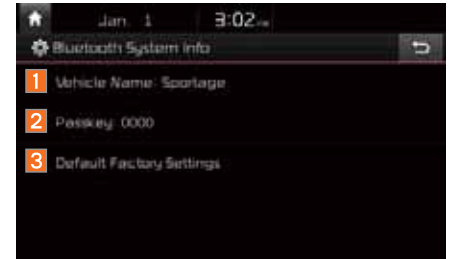 Jan. 1 3:02
Bluetooth System Info
1 Vehicle Name: Sportage
2 Passkey: 0000
3 Default Factory Settings